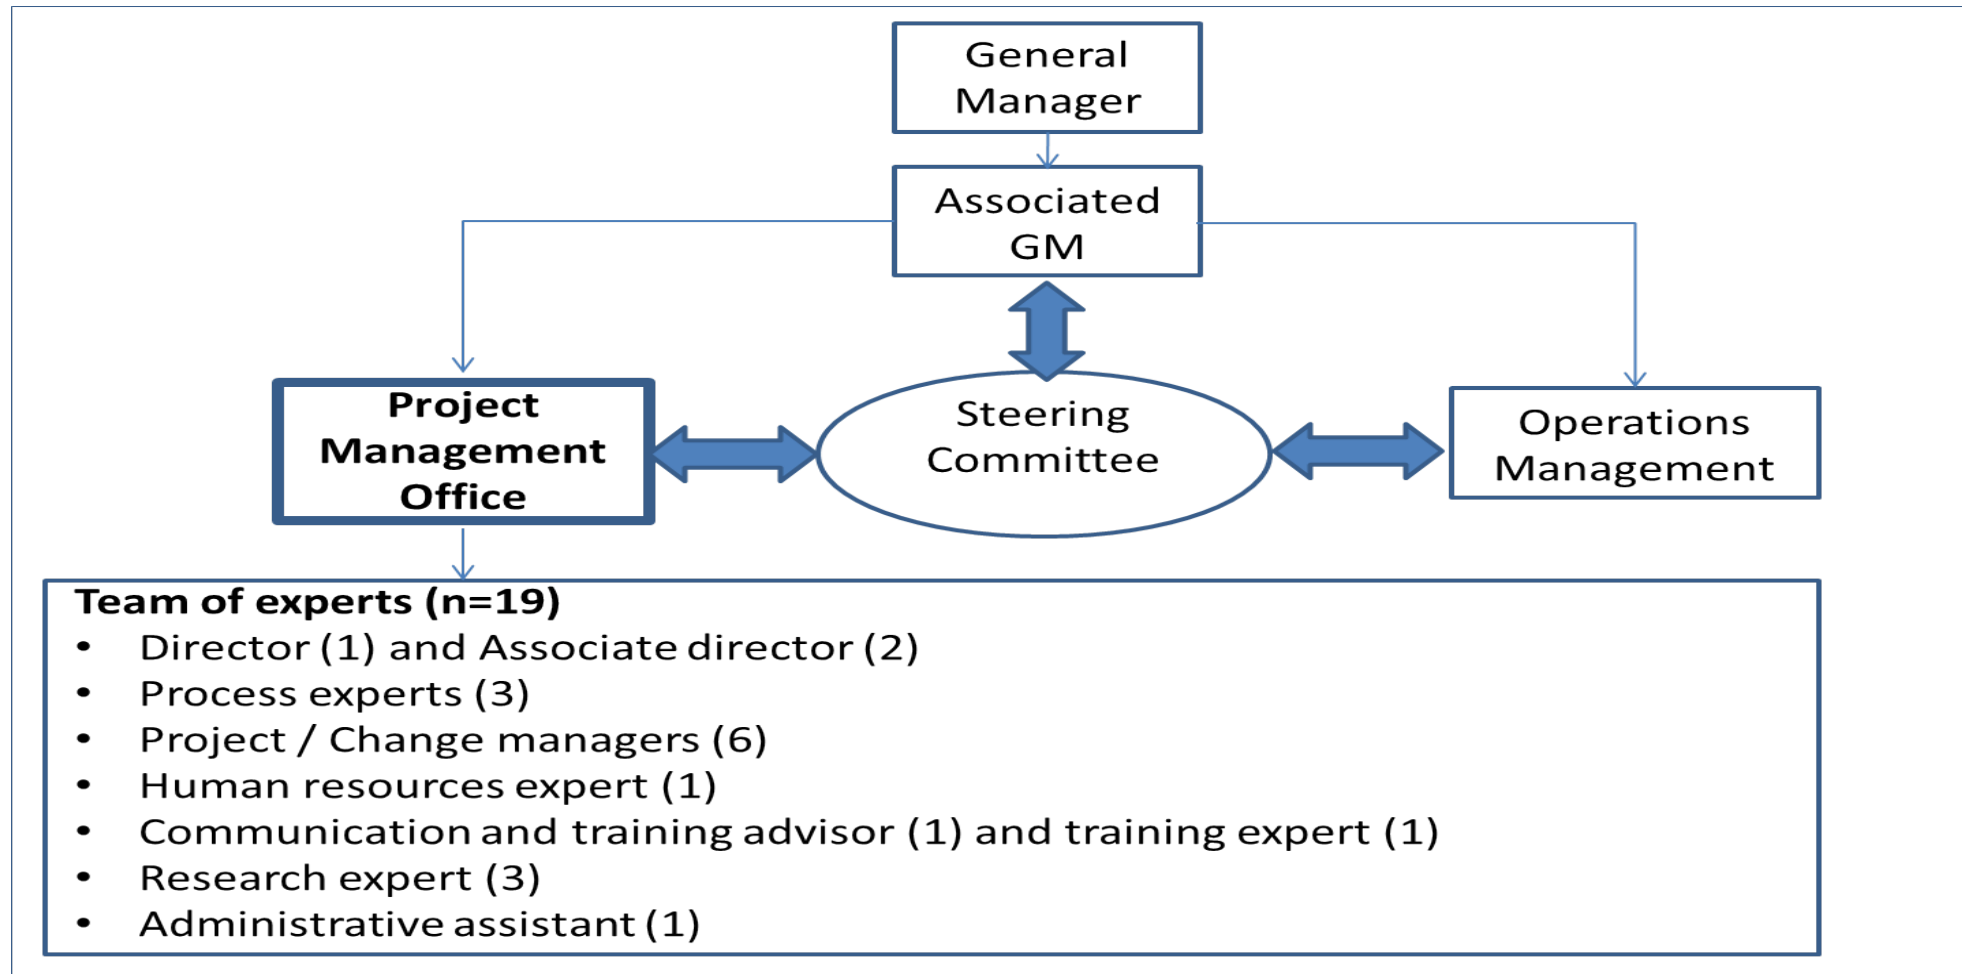 General
Manager
Associated
GM
Project
Management
Office
Steering
Committee
Operations
Management
Team of experts (n=19)
• Director (1) and Associate director (2)
• Process experts (3)
• Project / Change managers (6)
• Human resources expert (1)
• Communication and training advisor (1) and training expert (1)
• Research expert (3)
• Administrative assistant (1)